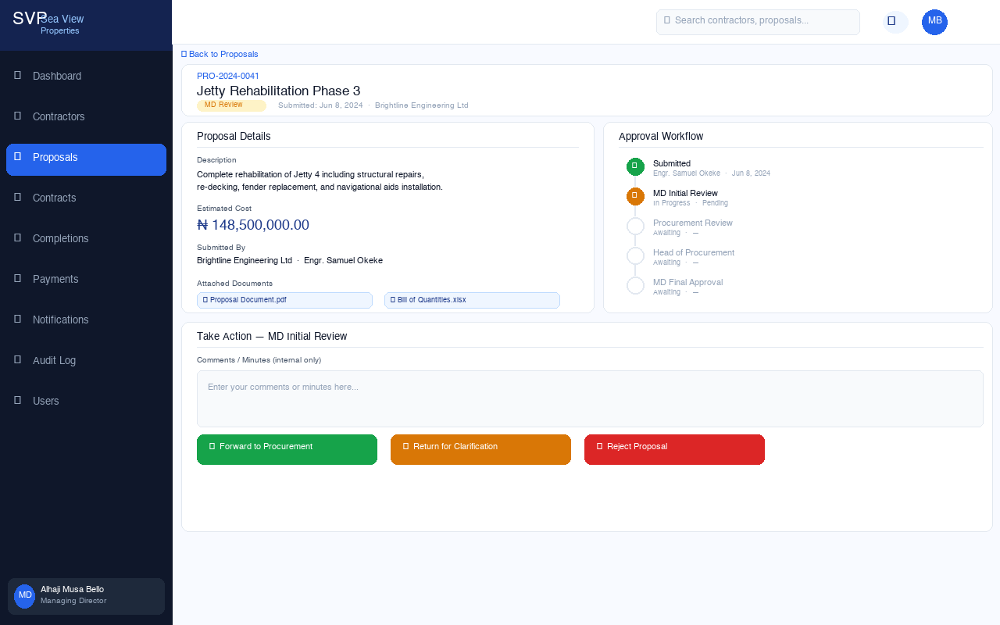 SVP Sea View
Properties
Search contractors, proposals...
MB
Dashboard
Contractors
Proposals
Contracts
Completions
Payments
Notifications
Audit Log
Users
MD Alhaji Musa Bello
Managing Director
Back to Proposals
PRO-2024-0041
Jetty Rehabilitation Phase 3
MD Review Submitted: Jun 8, 2024 · Brightline Engineering Ltd
Proposal Details
Description
Complete rehabilitation of Jetty 4 including structural repairs,
re-decking, fender replacement, and navigational aids installation.
Estimated Cost
₦ 148,500,000.00
Submitted By
Brightline Engineering Ltd · Engr. Samuel Okeke
Attached Documents
Proposal Document.pdf Bill of Quantities.xlsx
Approval Workflow
Submitted
Engr. Samuel Okeke · Jun 8, 2024
MD Initial Review
In Progress · Pending
Procurement Review
Awaiting · —
Head of Procurement
Awaiting · —
MD Final Approval
Awaiting · —
Take Action — MD Initial Review
Comments / Minutes (internal only)
Enter your comments or minutes here...
Forward to Procurement Return for Clarification Reject Proposal